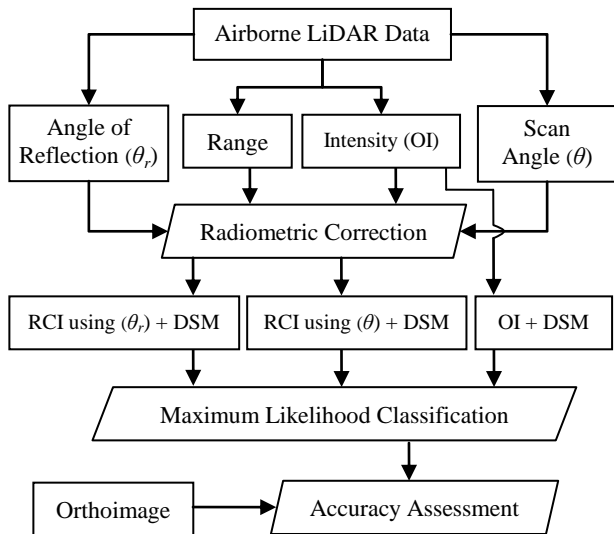 Airborne LiDAR Data
Angle of
Reflection (θr)
Range
Intensity (OI)
Scan
Angle (θ)
Radiometric Correction
RCI using (θr) + DSM
RCI using (θ) + DSM
OI + DSM
Maximum Likelihood Classification
Orthoimage
Accuracy Assessment